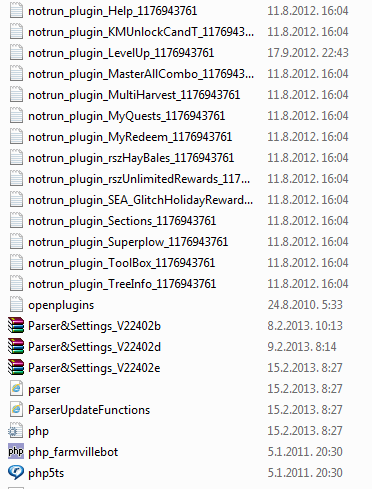 notrun_plugin_Help_1176943761 11.8.2012. 16:04
notrun_plugin_KMUnlockCandT_1176943... 11.8.2012. 16:04
notrun_plugin_LevelUp_1176943761 17.9.2012. 22:43
notrun_plugin_MasterAllCombo_1176943... 11.8.2012. 16:04
notrun_plugin_MultiHarvest_1176943761 11.8.2012. 16:04
notrun_plugin_MyQuests_1176943761 11.8.2012. 16:04
notrun_plugin_MyRedeem_1176943761 11.8.2012. 16:04
notrun_plugin_rszHayBales_1176943761 11.8.2012. 16:04
notrun_plugin_rszUnlimitedRewards_117... 11.8.2012. 16:04
notrun_plugin_SEA_GlitchHolidayReward... 11.8.2012. 16:04
notrun_plugin_Sections_1176943761 11.8.2012. 16:04
notrun_plugin_Superplow_1176943761 11.8.2012. 16:04
notrun_plugin_ToolBox_1176943761 11.8.2012. 16:04
notrun_plugin_TreeInfo_1176943761 11.8.2012. 16:04
openplugins 24.8.2010. 5:33
Parser&Settings_V22402b 8.2.2013. 10:13
Parser&Settings_V22402d 9.2.2013. 8:14
Parser&Settings_V22402e 15.2.2013. 8:27
parser 15.2.2013. 8:27
ParserUpdateFunctions 15.2.2013. 8:27
php 15.2.2013. 8:27
php php_farmvillebot 5.1.2011. 20:30
php5ts 5.1.2011. 20:30